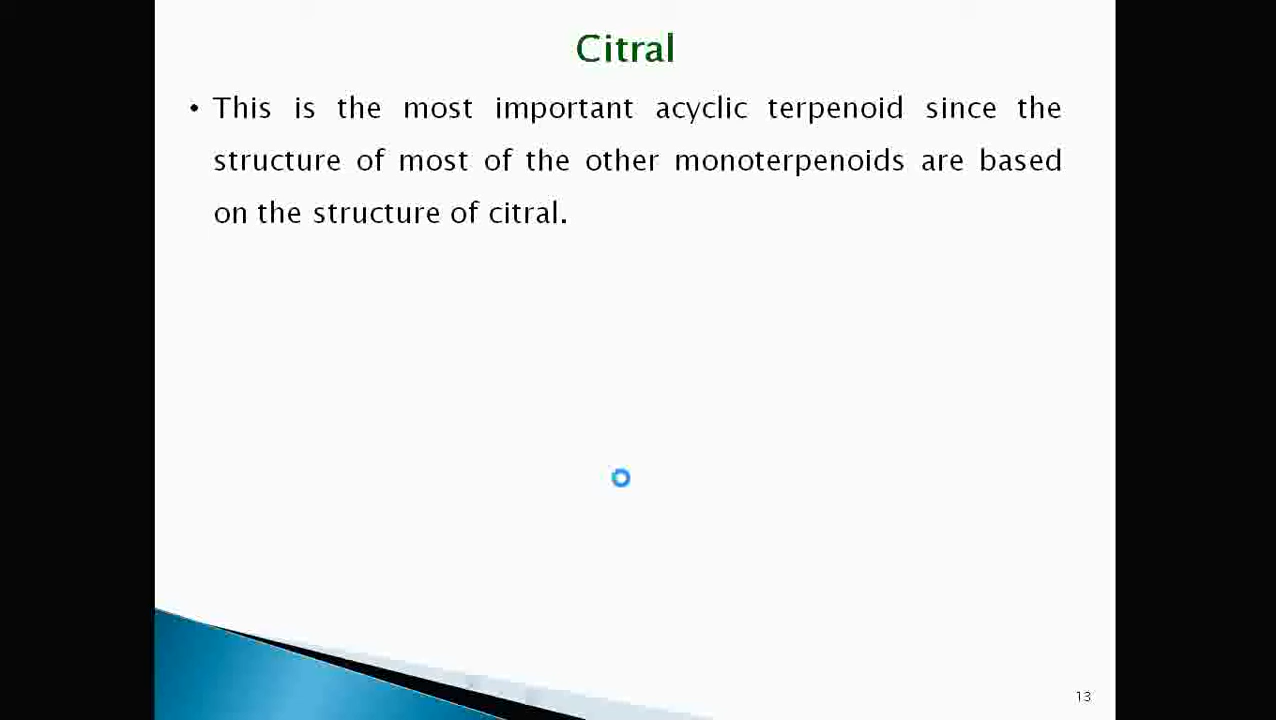 Citral
• This is the most important acyclic terpenoid since the
structure of most of the other monoterpenoids are based
on the structure of citral.
13